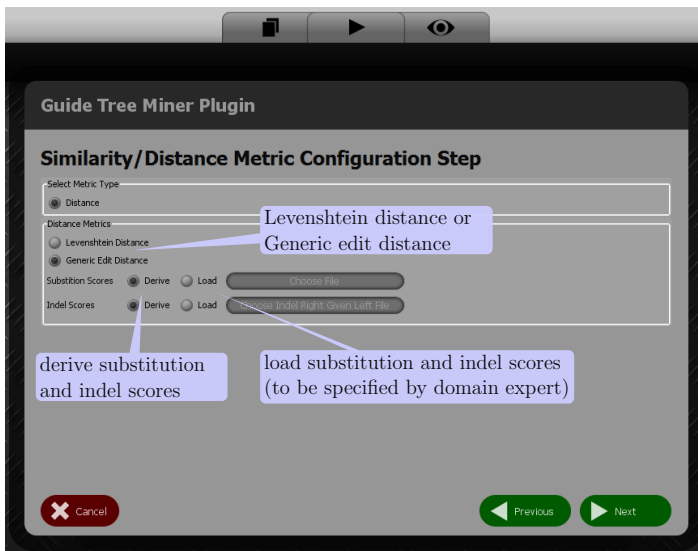 Guide Tree Miner Plugin
Similarity/Distance Metric Configuration Step
Select Metric Type
Distance
Distance Metrics
Levenshtein Distance
Generic Edit Distance
Levenshtein distance or
Generic edit distance
Substition Scores Derive Load Choose File
Indel Scores Derive Load Choose Indel Right Given Left File
derive substitution
and indel scores
load substitution and indel scores
(to be specified by domain expert)
Cancel Previous Next